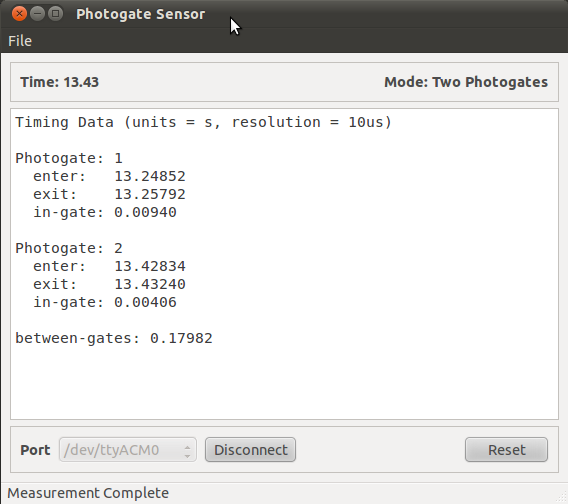 Photogate Sensor
File
Time: 13.43 Mode: Two Photogates
Timing Data (units = s, resolution = 10us)
Photogate: 1
enter: 13.24852
exit: 13.25792
in-gate: 0.00940
Photogate: 2
enter: 13.42834
exit: 13.43240
in-gate: 0.00406
between-gates: 0.17982
Port /dev/ttyACM0 Disconnect Reset
Measurement Complete